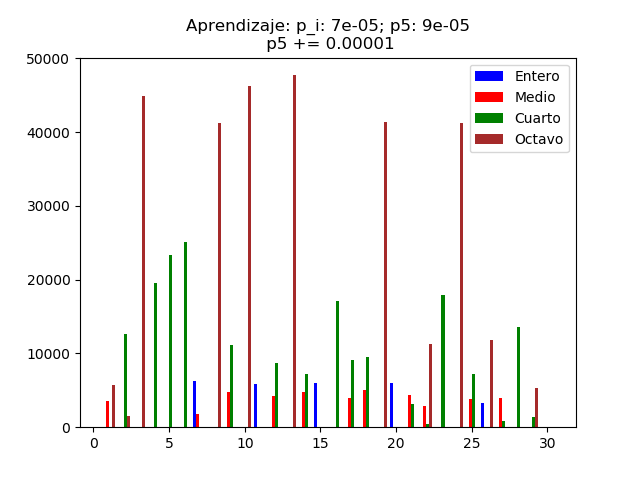 Aprendizaje: p_i: 7e-05; p5: 9e-05
p5 += 0.00001
50000
40000
30000
20000
10000
0
0 5 10 15 20 25 30
Entero
Medio
Cuarto
Octavo